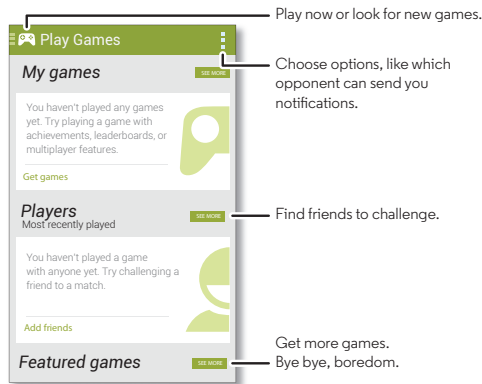 Play Games
My games
SEE MORE
You haven't played any games
yet. Try playing a game with
achievements, leaderboards, or
multiplayer features.
Get games
Players
Most recently played
SEE MORE
You haven't played a game
with anyone yet. Try challenging a
friend to a match.
Add friends
Featured games
SEE MORE
Play now or look for new games.
Choose options, like which
opponent can send you
notifications.
Find friends to challenge.
Get more games.
Bye bye, boredom.